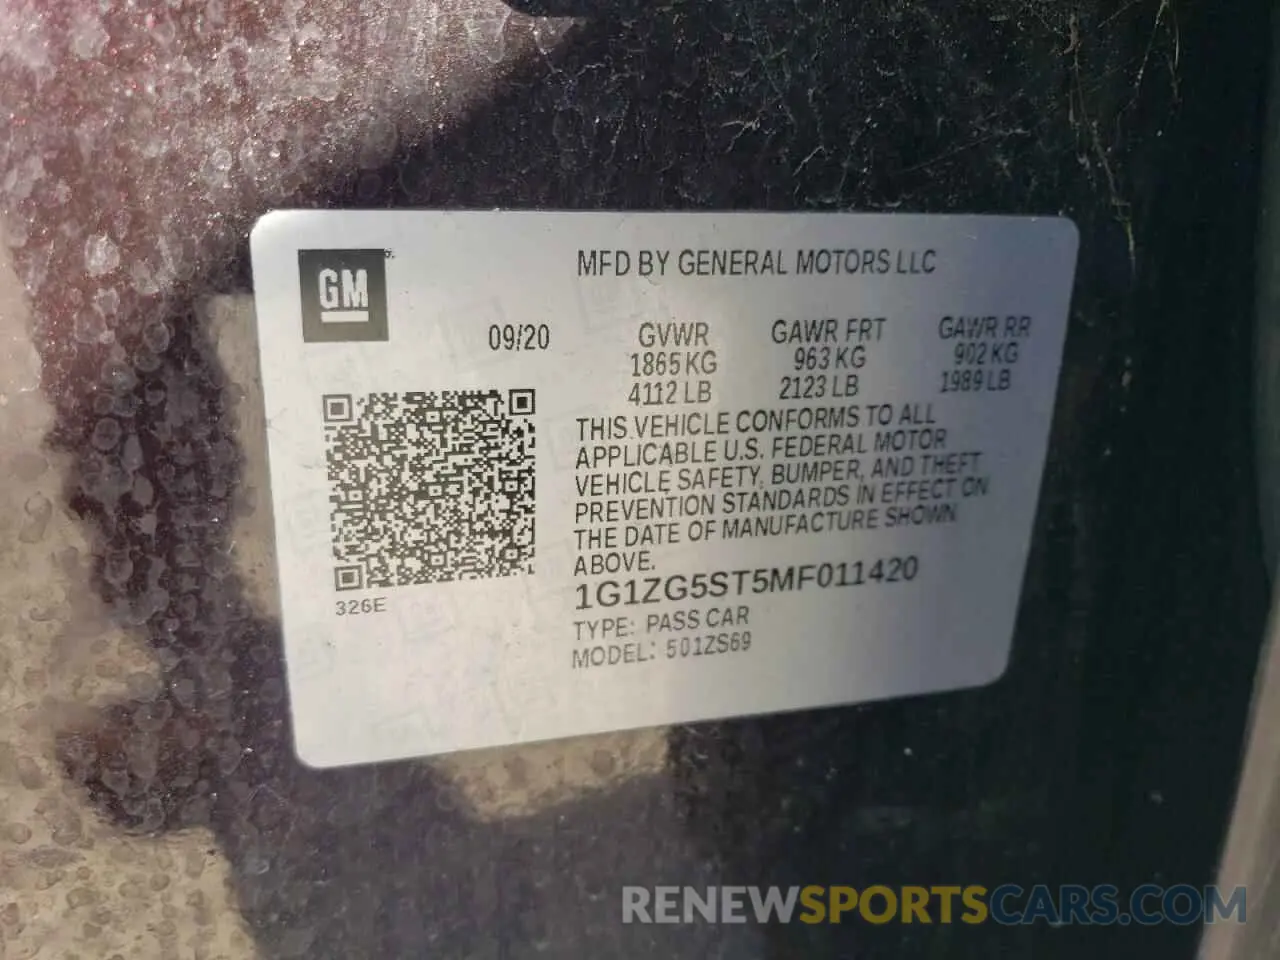 GM
MFD BY GENERAL MOTORS LLC
09/20
GVWR
1865 KG
4112 LB
GAWR FRT
963 KG
2123 LB
GAWR RR
902 KG
1989 LB
THIS VEHICLE CONFORMS TO ALL
APPLICABLE U.S. FEDERAL MOTOR
VEHICLE SAFETY, BUMPER, AND THEFT
PREVENTION STANDARDS IN EFFECT ON
THE DATE OF MANUFACTURE SHOWN
ABOVE.
326E
1G1ZG5ST5MF011420
TYPE: PASS CAR
MODEL: 501ZS69
RENEWSPORTSCARS.COM